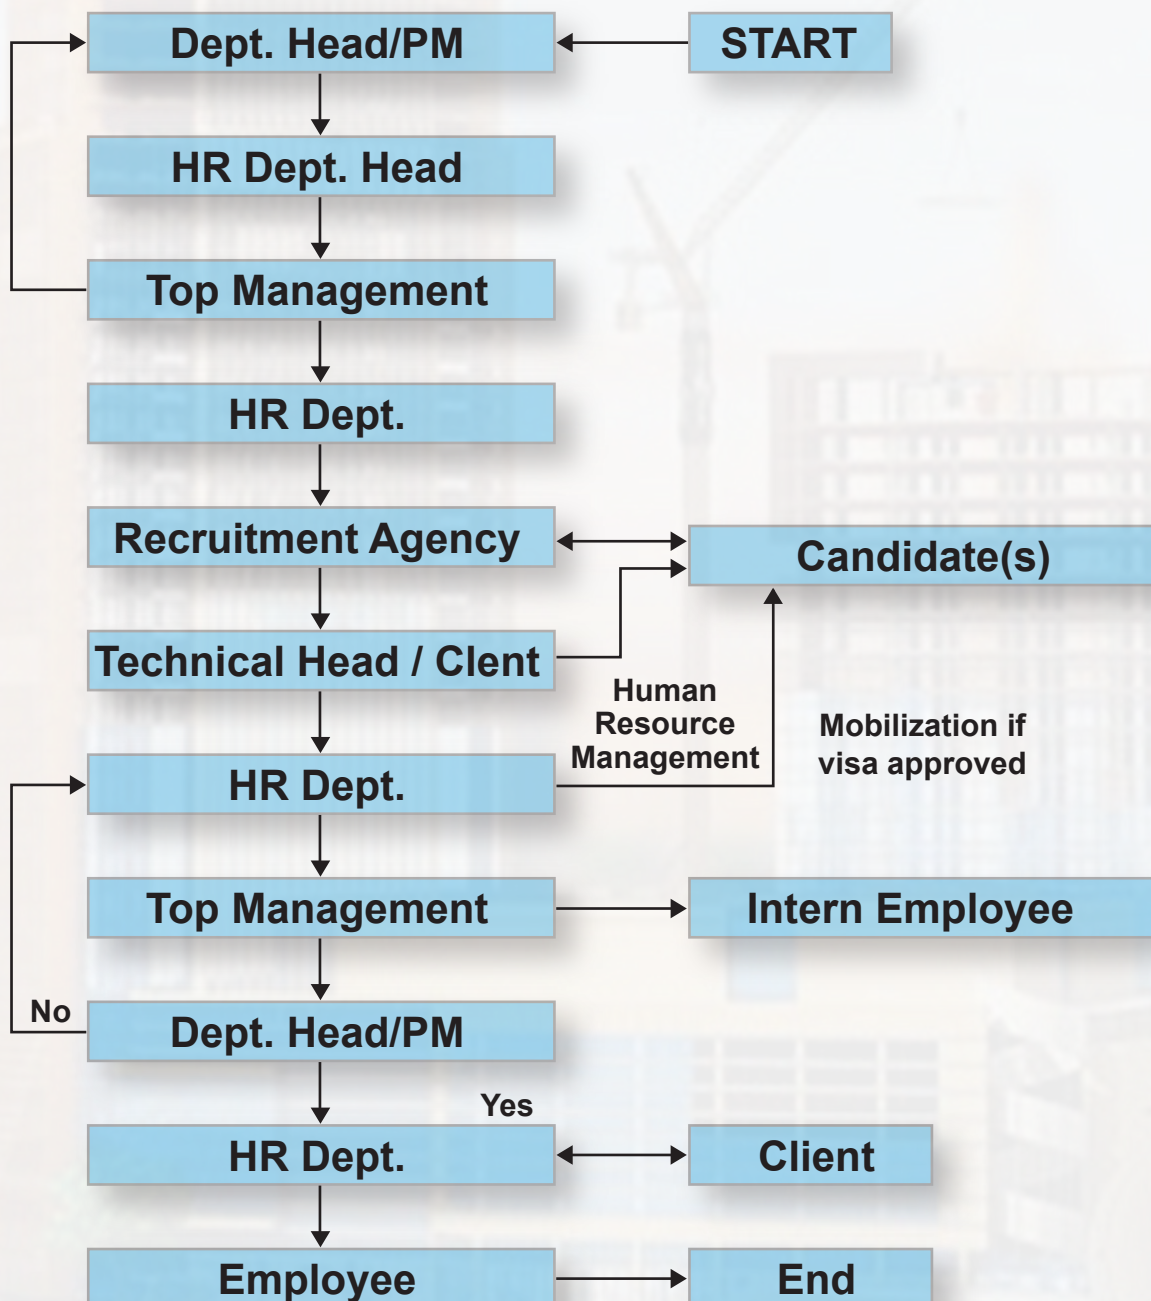 Dept. Head/PM
START
HR Dept. Head
Top Management
HR Dept.
Recruitment Agency
Candidate(s)
Technical Head / Clent
Human
Resource
Management
Mobilization if
visa approved
HR Dept.
Top Management
Intern Employee
No
Dept. Head/PM
Yes
HR Dept.
Client
Employee
End